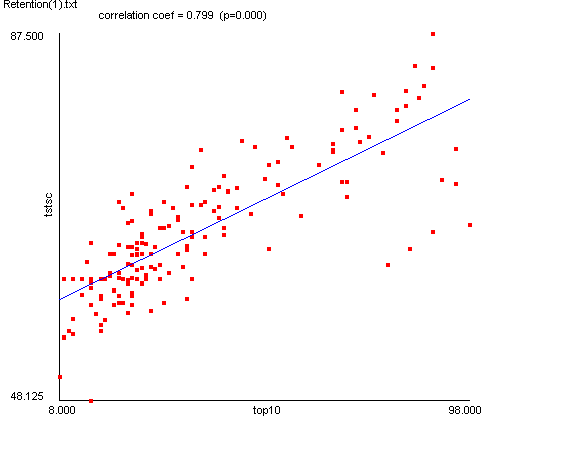 Retention(1).txt
correlation coef = 0.799 (p=0.000)
87.500
tstsc
48.125
8.000 top10 98.000